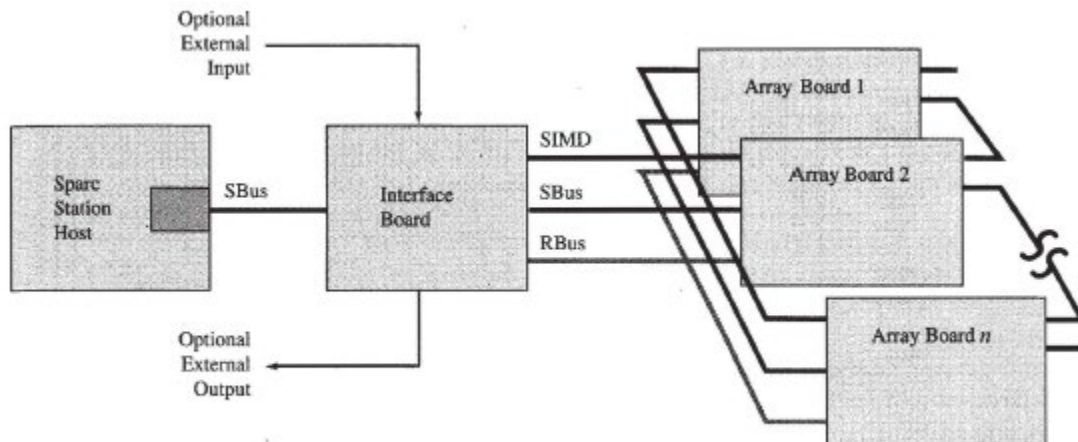 Optional
External
Input
Sparc
Station
Host
SBus
Interface
Board
SIMD
SBus
RBus
Optional
External
Output
Array Board 1
Array Board 2
Array Board n